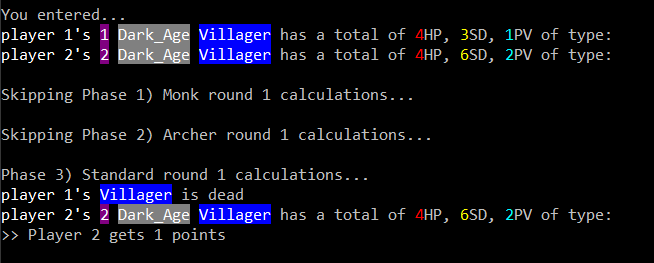 You entered...
player 1's 1 Dark_Age Villager has a total of 4HP, 3SD, 1PV of type:
player 2's 2 Dark_Age Villager has a total of 4HP, 6SD, 2PV of type:
Skipping Phase 1) Monk round 1 calculations...
Skipping Phase 2) Archer round 1 calculations...
Phase 3) Standard round 1 calculations...
player 1's Villager is dead
player 2's 2 Dark_Age Villager has a total of 4HP, 6SD, 2PV of type:
>> Player 2 gets 1 points